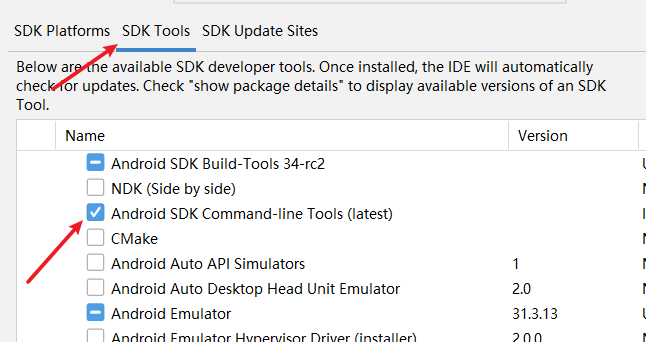 SDK Platforms SDK Tools SDK Update Sites
Below are the available SDK developer tools. Once installed, the IDE will automatically
check for updates. Check "show package details" to display available versions of an SDK
Tool.
Name Version
Android SDK Build-Tools 34-rc2
NDK (Side by side)
Android SDK Command-line Tools (latest)
CMake
Android Auto API Simulators 1
Android Auto Desktop Head Unit Emulator 2.0
Android Emulator 31.3.13
Android Emulator Hypervisor Driver (installer) 2.0.0